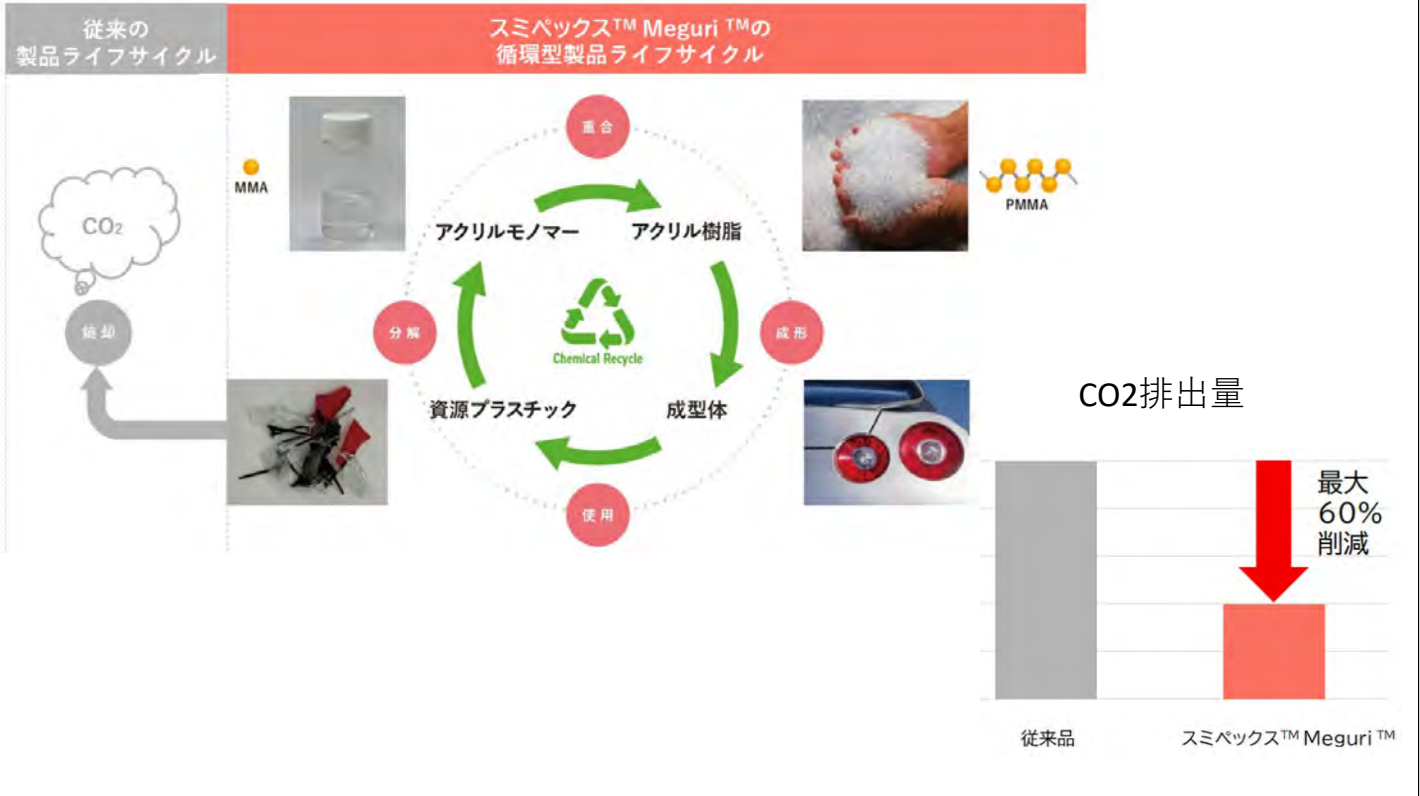 従来の
製品ライフサイクル
スミペックス™ Meguri ™の
循環型製品ライフサイクル
重合
MMA
PMMA
CO₂
アクリルモノマー
アクリル樹脂
焼却
分解
成形
Chemical Recycle
資源プラスチック
成型体
使用
CO2排出量
最大
60%
削減
従来品
スミペックス™ Meguri ™